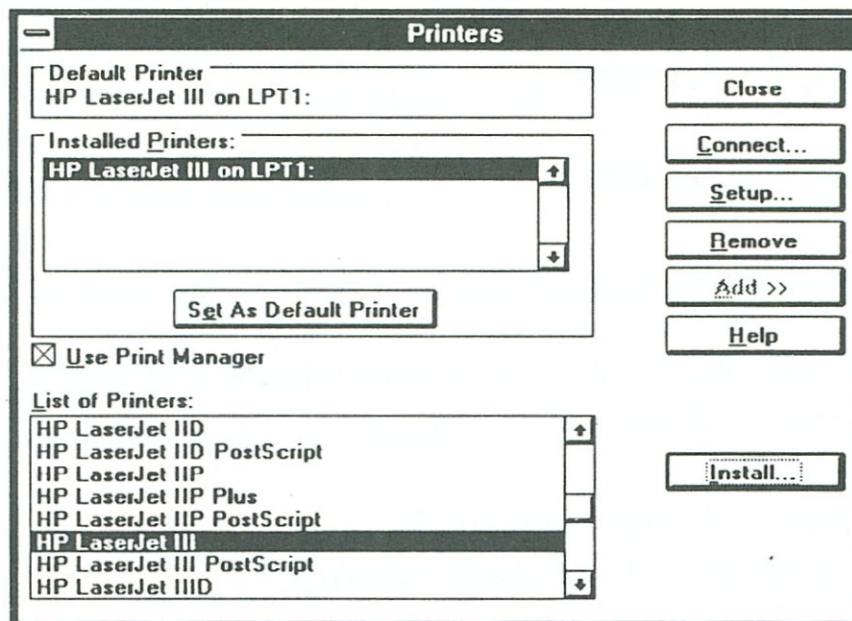 Printers
Default Printer
HP LaserJet III on LPT1:
Installed Printers:
HP LaserJet III on LPT1:
Set As Default Printer
Use Print Manager
List of Printers:
HP LaserJet IID
HP LaserJet IID PostScript
HP LaserJet IIP
HP LaserJet IIP Plus
HP LaserJet IIP PostScript
HP LaserJet III
HP LaserJet III PostScript
HP LaserJet IIID
Close
Connect...
Setup...
Remove
Add >>
Help
Install...